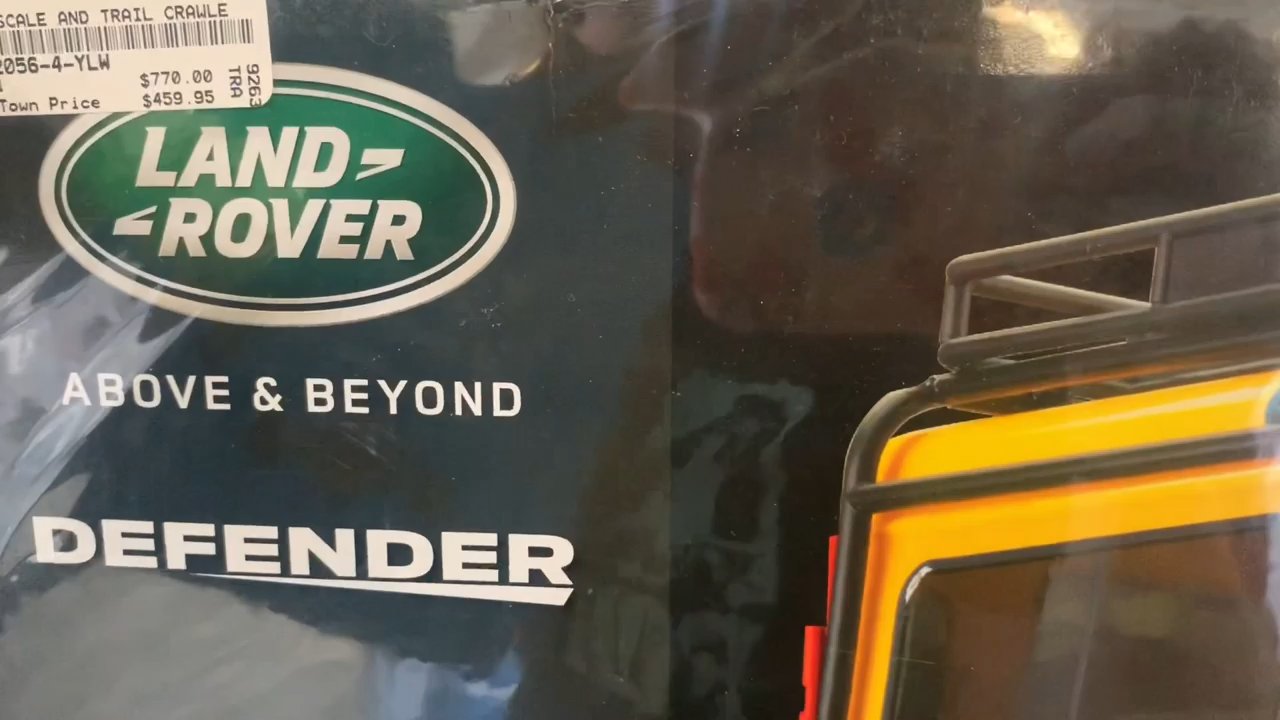 SCALE AND TRAIL CRAWLE
2056-4-YLW
$770.00
Town Price $459.95
9263
TRA
LAND
ROVER
ABOVE & BEYOND
DEFENDER